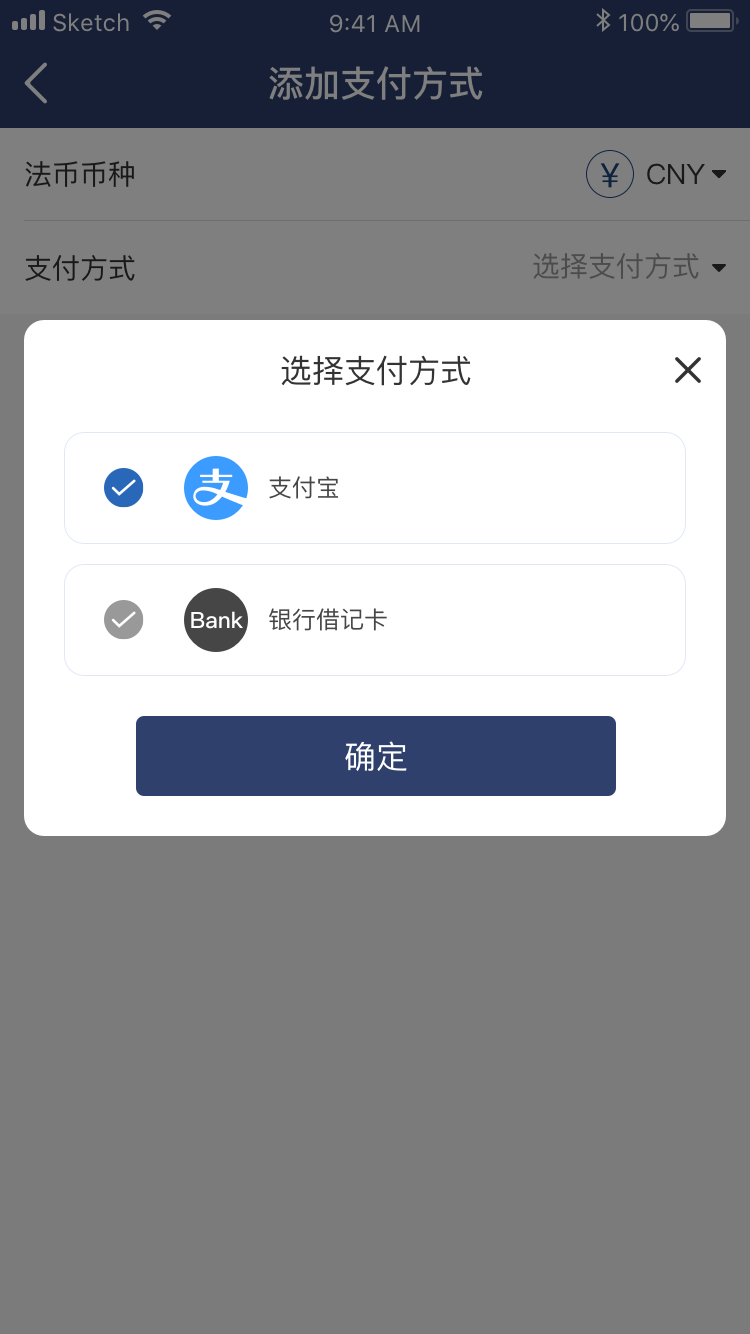 Sketch 9:41 AM 100%
添加支付方式
法币币种 ¥ CNY
支付方式 选择支付方式
选择支付方式
支 支付宝
Bank 银行借记卡
确定